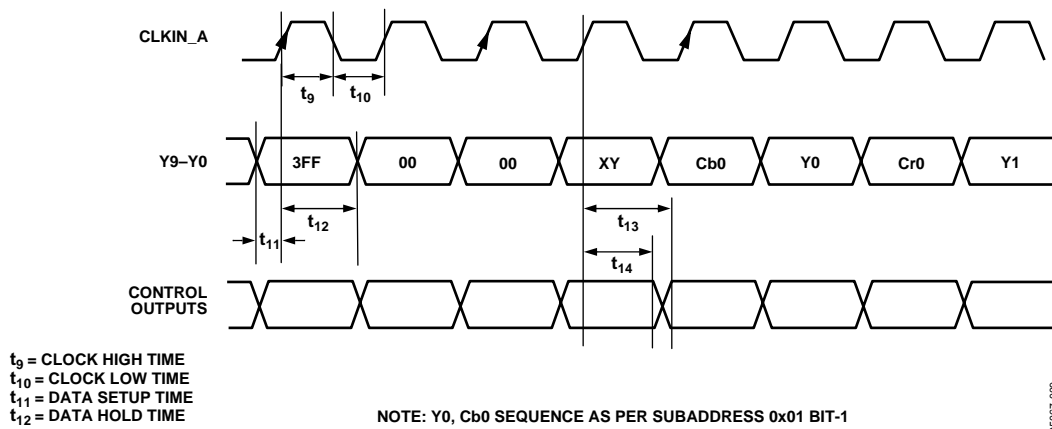 CLKIN_A
t9
t10
Y9–Y0
3FF
00
00
XY
Cb0
Y0
Cr0
Y1
t11
t12
t13
t14
CONTROL
OUTPUTS
t9 = CLOCK HIGH TIME
t10 = CLOCK LOW TIME
t11 = DATA SETUP TIME
t12 = DATA HOLD TIME
NOTE: Y0, Cb0 SEQUENCE AS PER SUBADDRESS 0x01 BIT-1